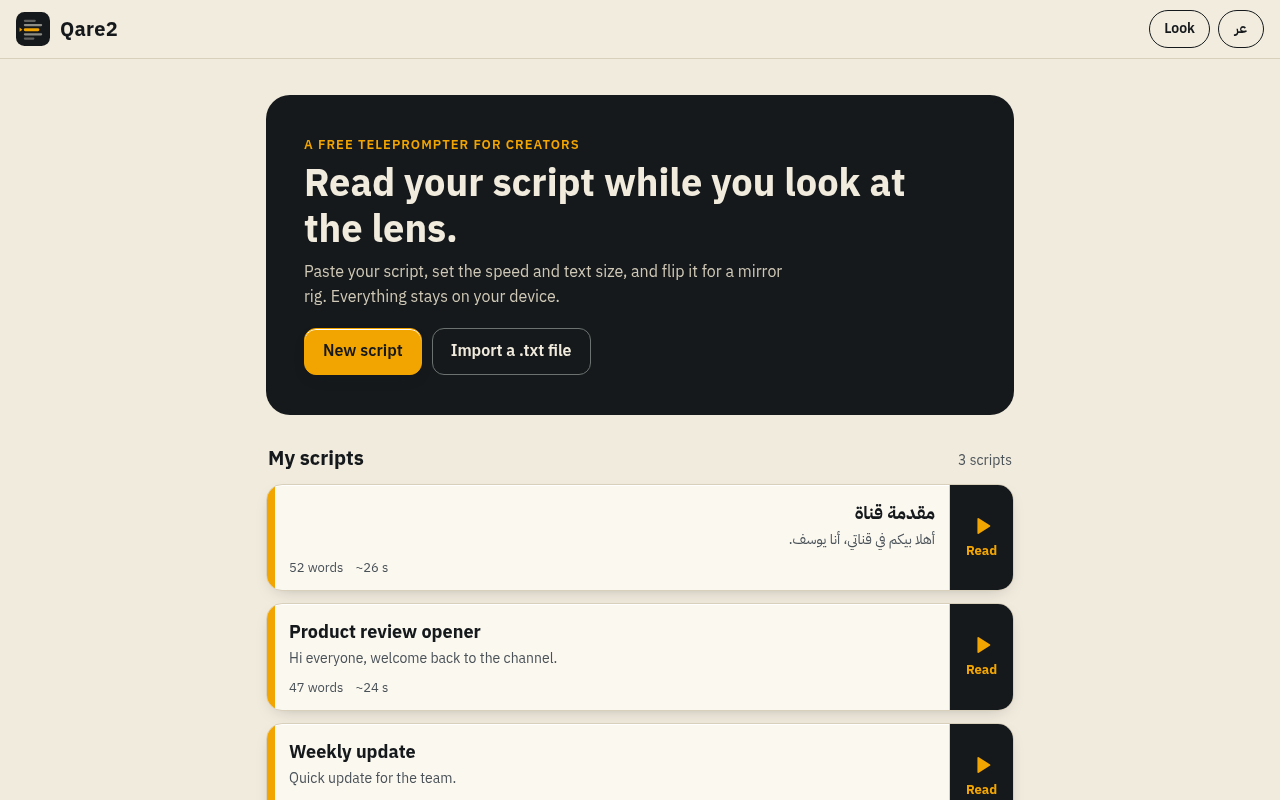 Qare2
Look
عر
A FREE TELEPROMPTER FOR CREATORS
Read your script while you look at
the lens.
Paste your script, set the speed and text size, and flip it for a mirror
rig. Everything stays on your device.
New script
Import a .txt file
My scripts
3 scripts
مقدمة قناة
أهلا بيكم في قناتي، أنا يوسف.
52 words ~26 s
Read
Product review opener
Hi everyone, welcome back to the channel.
47 words ~24 s
Read
Weekly update
Quick update for the team.
Read